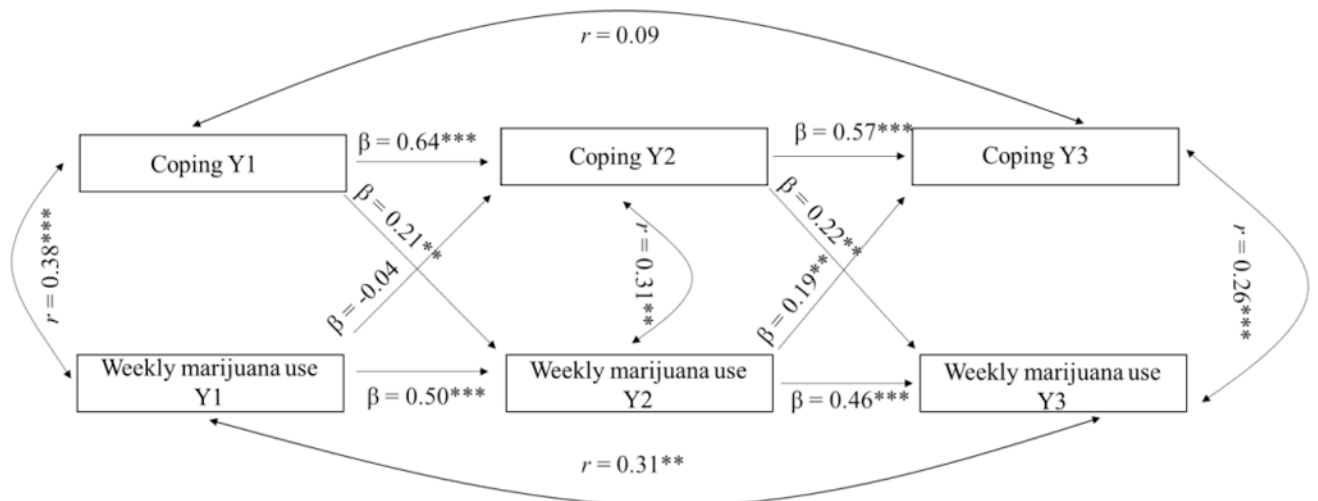 r = 0.09
Coping Y1
β = 0.64***
Coping Y2
β = 0.57***
Coping Y3
r = 0.38***
β = 0.21**
β = -0.04
r = 0.31***
β = 0.22**
β = 0.19**
r = 0.26***
Weekly marijuana use
Y1
β = 0.50***
Weekly marijuana use
Y2
β = 0.46***
Weekly marijuana use
Y3
r = 0.31**